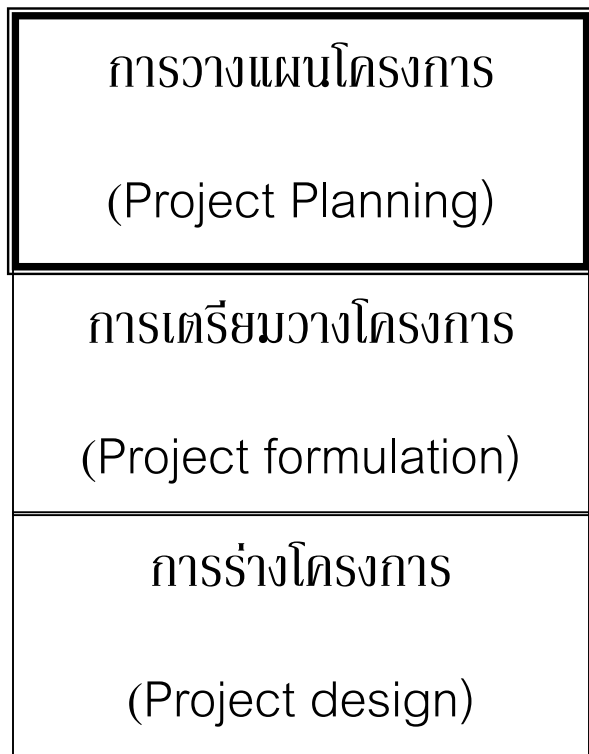 การวางแผนโครงการ
(Project Planning)
การเตรียมวางโครงการ
(Project formulation)
การร่างโครงการ
(Project design)